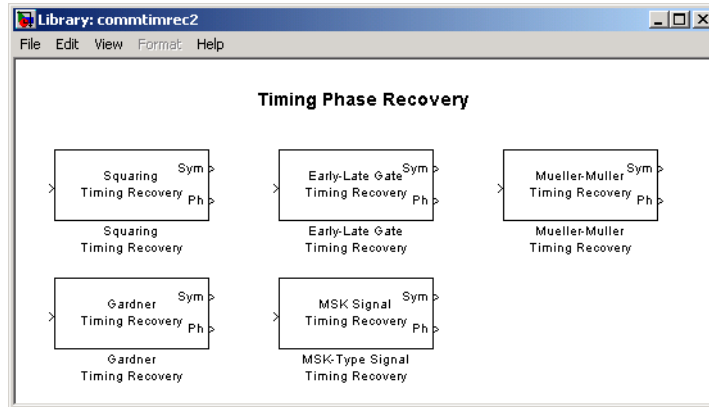 Library: commtimrec2
File Edit View Format Help
Timing Phase Recovery
Squaring
Timing Recovery
Sym
Ph
Squaring
Timing Recovery
Early-Late Gate
Timing Recovery
Sym
Ph
Early-Late Gate
Timing Recovery
Mueller-Muller
Timing Recovery
Sym
Ph
Mueller-Muller
Timing Recovery
Gardner
Timing Recovery
Sym
Ph
Gardner
Timing Recovery
MSK Signal
Timing Recovery
Sym
Ph
MSK-Type Signal
Timing Recovery